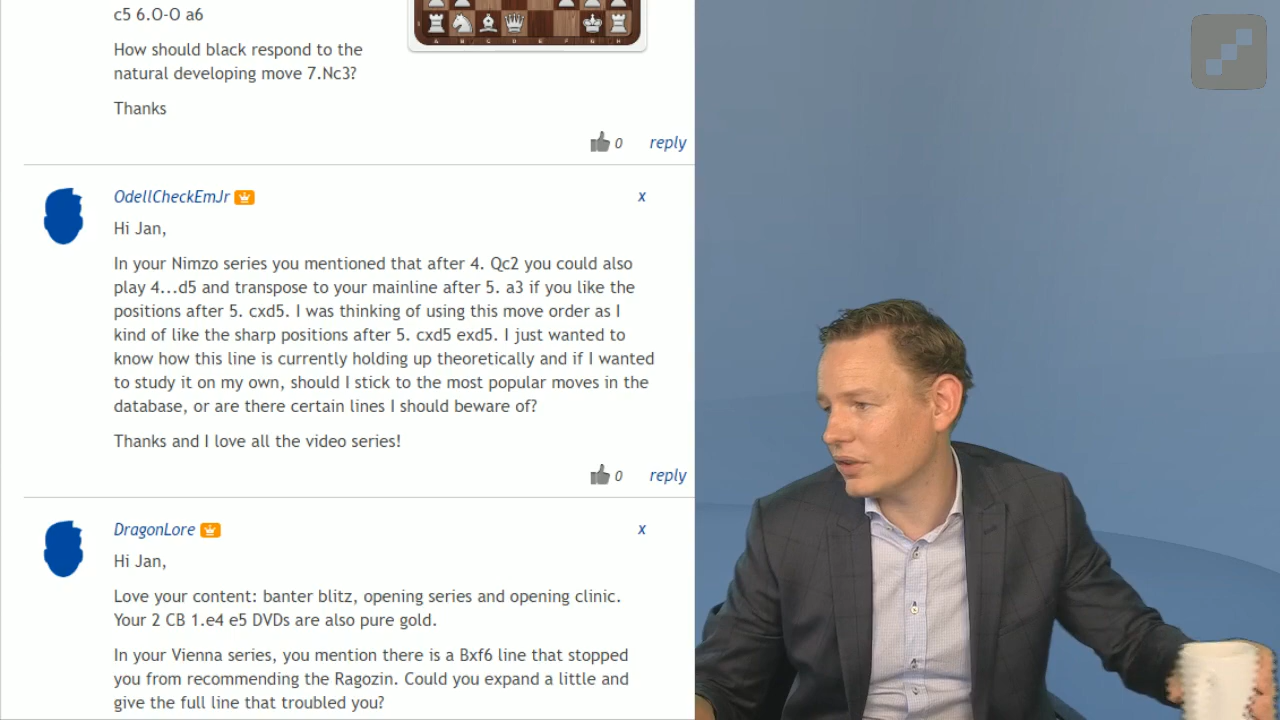 c5 6.O-O a6
How should black respond to the
natural developing move 7.Nc3?
Thanks
0 reply
OdellCheckEmJr x
Hi Jan,
In your Nimzo series you mentioned that after 4. Qc2 you could also
play 4...d5 and transpose to your mainline after 5. a3 if you like the
positions after 5. cxd5. I was thinking of using this move order as I
kind of like the sharp positions after 5. cxd5 exd5. I just wanted to
know how this line is currently holding up theoretically and if I wanted
to study it on my own, should I stick to the most popular moves in the
database, or are there certain lines I should beware of?
Thanks and I love all the video series!
0 reply
DragonLore x
Hi Jan,
Love your content: banter blitz, opening series and opening clinic.
Your 2 CB 1.e4 e5 DVDs are also pure gold.
In your Vienna series, you mention there is a Bxf6 line that stopped
you from recommending the Ragozin. Could you expand a little and
give the full line that troubled you?